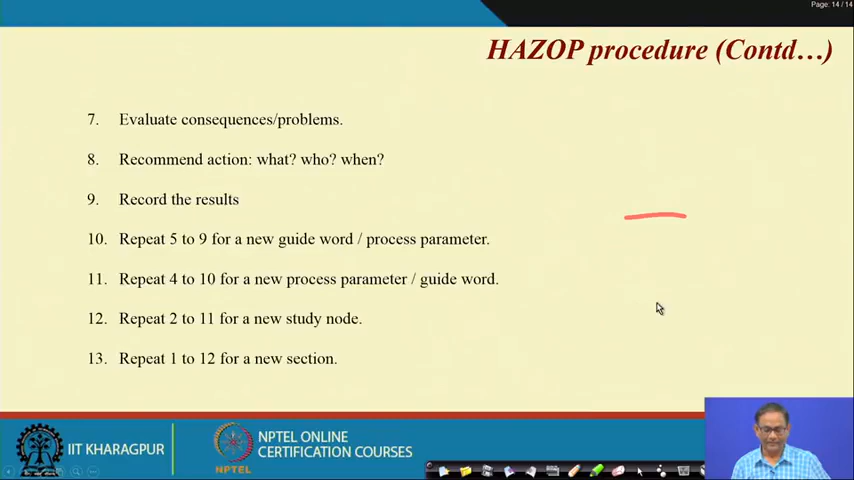 Page: 14 / 14
HAZOP procedure (Contd…)
7. Evaluate consequences/problems.
8. Recommend action: what? who? when?
9. Record the results
10. Repeat 5 to 9 for a new guide word / process parameter.
11. Repeat 4 to 10 for a new process parameter / guide word.
12. Repeat 2 to 11 for a new study node.
13. Repeat 1 to 12 for a new section.
IIT KHARAGPUR
NPTEL
NPTEL ONLINE
CERTIFICATION COURSES